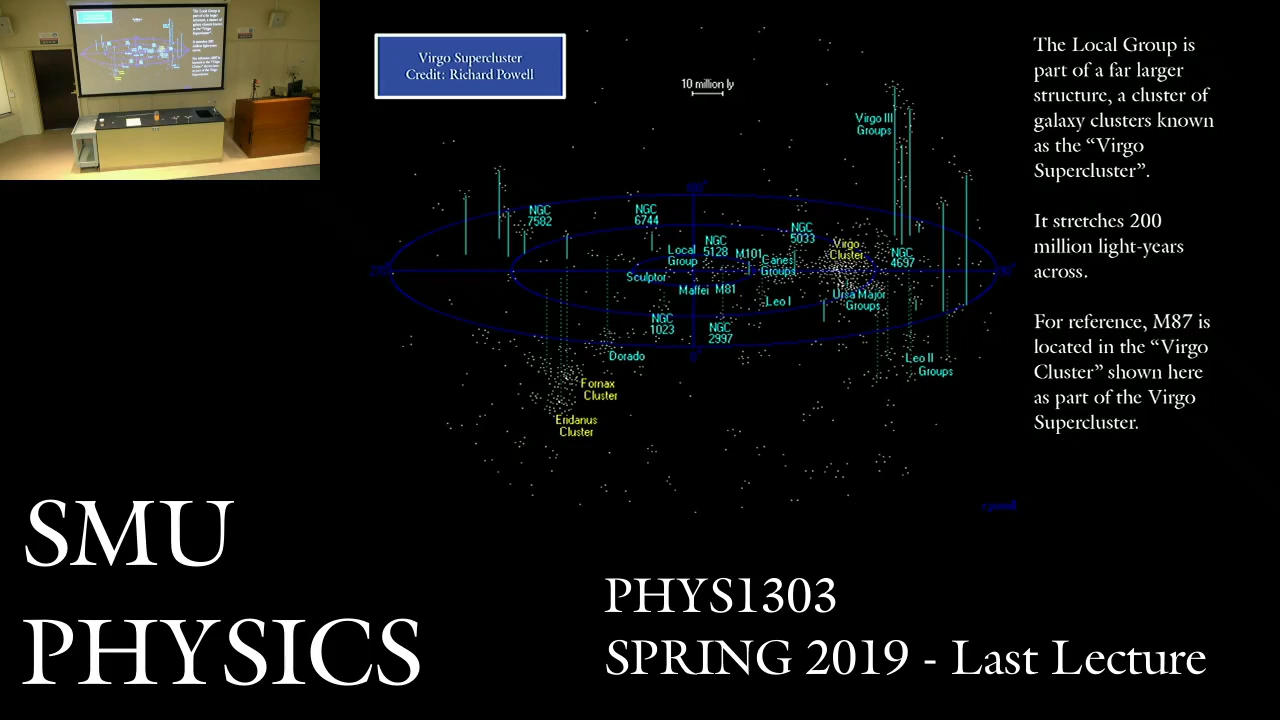 Virgo Supercluster
Credit: Richard Powell
10 million ly
Virgo III
Groups
NGC
7582
NGC
6744
NGC
5033
NGC
5128
M101
Local
Group
Canes
Groups
Virgo
Cluster
NGC
4697
Sculptor
Maffei
M81
Leo I
Ursa Major
Groups
NGC
1023
NGC
2997
Dorado
Leo II
Groups
Fornax
Cluster
Eridanus
Cluster
The Local Group is
part of a far larger
structure, a cluster of
galaxy clusters known
as the “Virgo
Supercluster”.
It stretches 200
million light-years
across.
For reference, M87 is
located in the “Virgo
Cluster” shown here
as part of the Virgo
Supercluster.
SMU
PHYSICS
PHYS1303
SPRING 2019 - Last Lecture